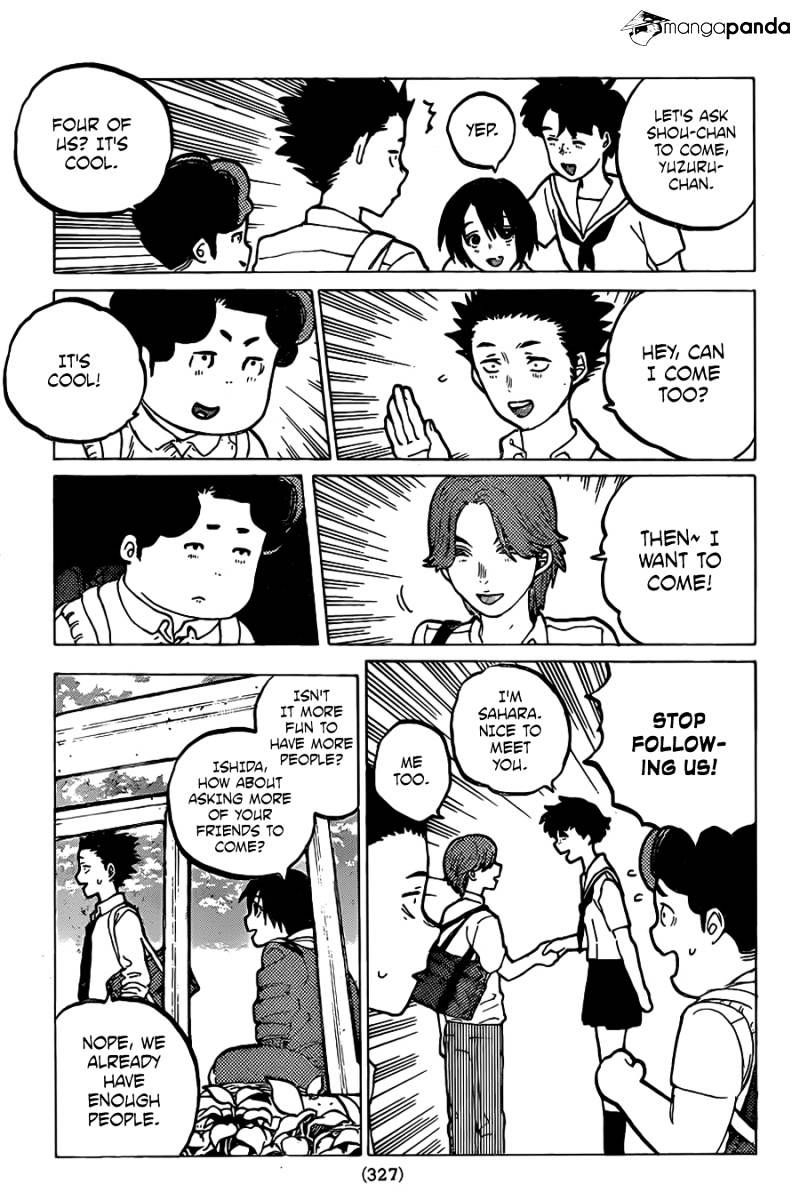 mangapanda
LET'S ASK
SHOU-CHAN
TO COME,
YUZURU-
CHAN.
YEP.
FOUR OF
US? IT'S
COOL.
HEY, CAN
I COME
TOO?
IT'S
COOL!
THEN~ I
WANT TO
COME!
STOP
FOLLOW-
ING US!
I'M
SAHARA.
NICE TO
MEET
YOU.
ME
TOO.
ISN'T
IT MORE
FUN TO
HAVE MORE
PEOPLE?
ISHIDA,
HOW ABOUT
ASKING MORE
OF YOUR
FRIENDS TO
COME?
NOPE, WE
ALREADY
HAVE
ENOUGH
PEOPLE.
(327)